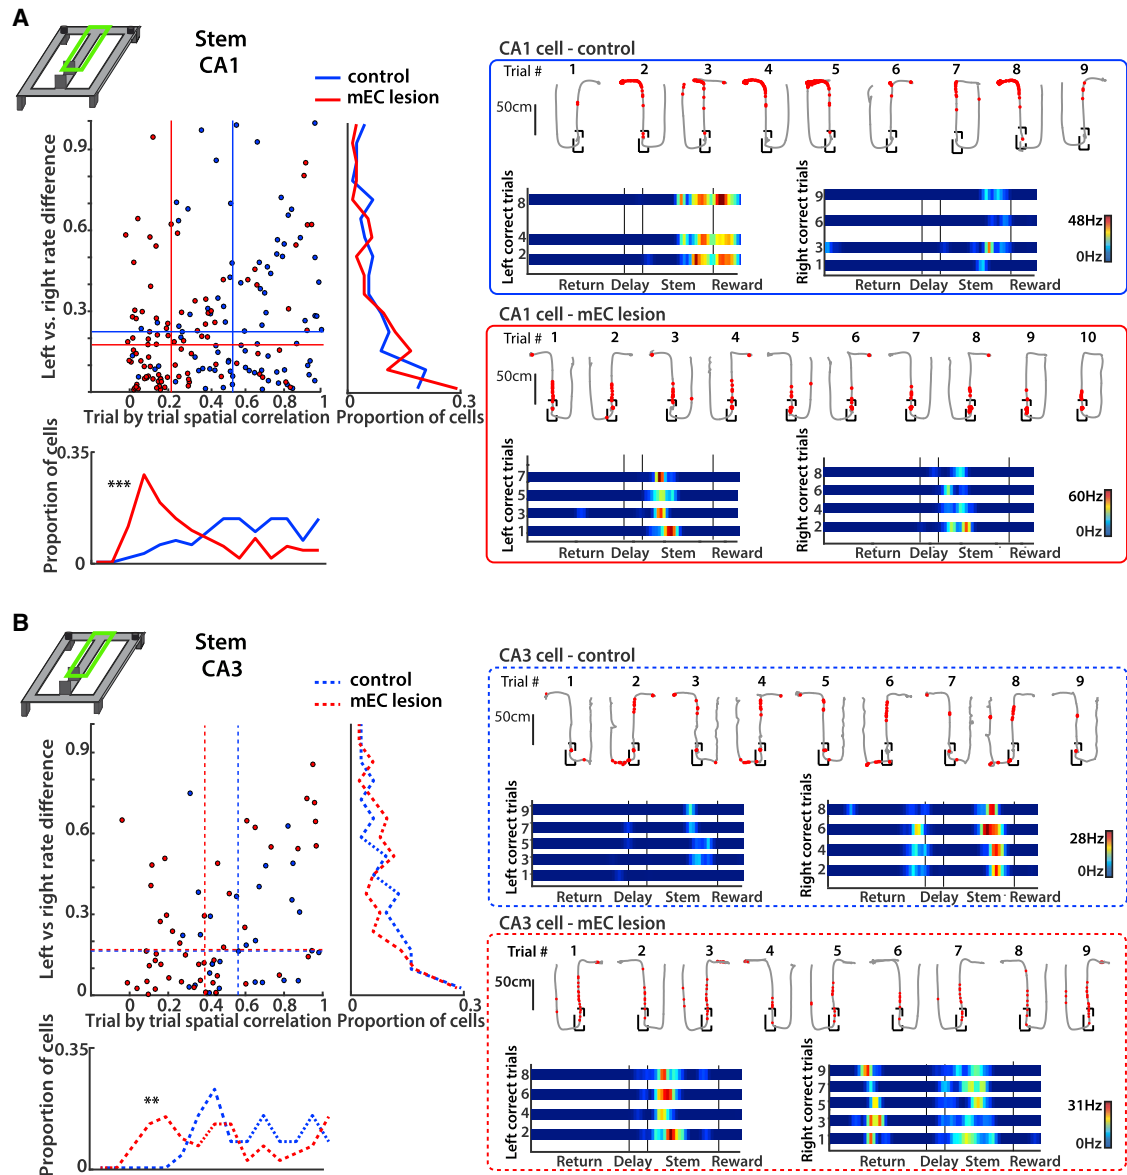 A
Stem
CA1
control
mEC lesion
Left vs. right rate difference
0.9
0.6
0.3
0 0.2 0.4 0.6 0.8 1
Trial by trial spatial correlation
0 0.3
Proportion of cells
Proportion of cells
0.35
0
***
CA1 cell - control
Trial # 1 2 3 4 5 6 7 8 9
50cm
Left correct trials
8
4
2
Return Delay Stem Reward
Right correct trials
9
6
3
1
Return Delay Stem Reward
48Hz
0Hz
CA1 cell - mEC lesion
Trial # 1 2 3 4 5 6 7 8 9 10
50cm
Left correct trials
7
5
3
1
Return Delay Stem Reward
Right correct trials
8
6
4
2
Return Delay Stem Reward
60Hz
0Hz
B
Stem
CA3
control
mEC lesion
Left vs right rate difference
0.9
0.6
0.3
0
0 0.2 0.4 0.6 0.8 1
Trial by trial spatial correlation
0 0.3
Proportion of cells
Proportion of cells
0.35
0
**
CA3 cell - control
Trial # 1 2 3 4 5 6 7 8 9
50cm
Left correct trials
9
7
5
3
1
Return Delay Stem Reward
Right correct trials
8
6
4
2
Return Delay Stem Reward
28Hz
0Hz
CA3 cell - mEC lesion
Trial # 1 2 3 4 5 6 7 8 9
50cm
Left correct trials
8
6
4
2
Return Delay Stem Reward
Right correct trials
9
7
5
3
1
Return Delay Stem Reward
31Hz
0Hz